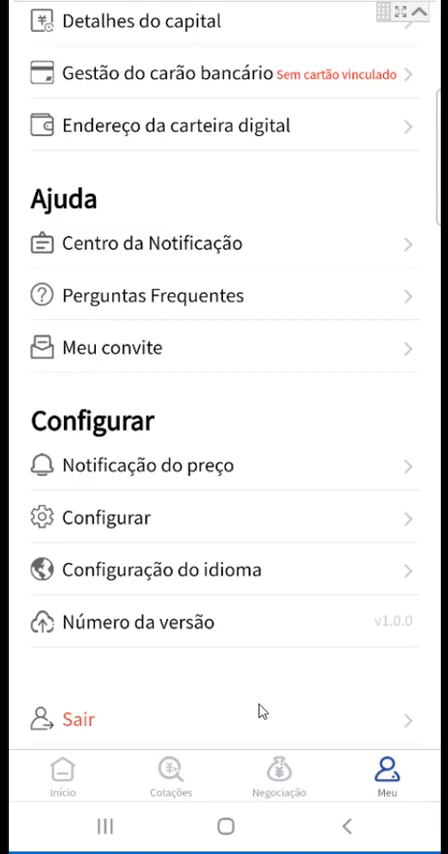 Detalhes do capital
Gestão do carão bancário Sem cartão vinculado
Endereço da carteira digital
Ajuda
Centro da Notificação
Perguntas Frequentes
Meu convite
Configurar
Notificação do preço
Configurar
Configuração do idioma
Número da versão v1.0.0
Sair
Início Cotações Negociação Meu